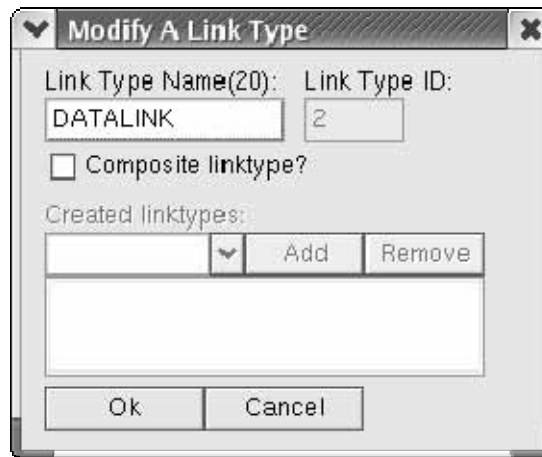 Modify A Link Type
Link Type Name(20): Link Type ID:
DATALINK 2
Composite linktype?
Created linktypes:
Add Remove
Ok Cancel